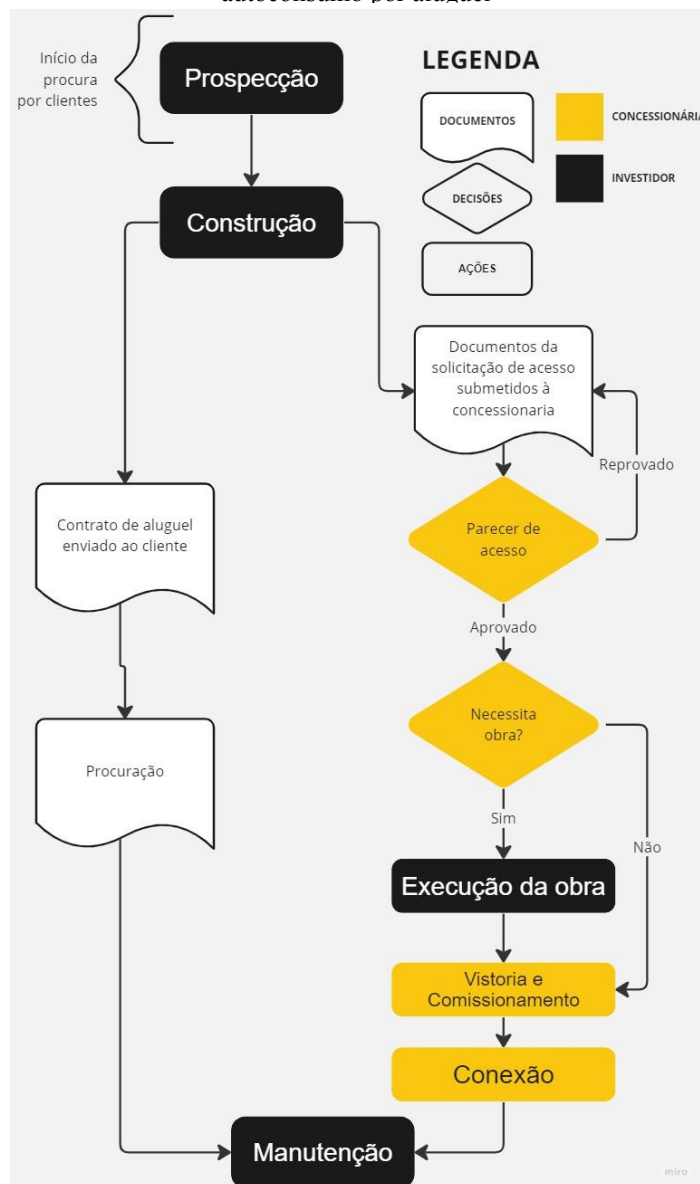 autoconsumo por aluguel
Início da
procura
por clientes
Prospecção
LEGENDA
DOCUMENTOS
CONCESSIONÁRIA
DECISÕES
INVESTIDOR
AÇÕES
Construção
Documentos da
solicitação de acesso
submetidos à
concessionaria
Reprovado
Contrato de aluguel
enviado ao cliente
Parecer de
acesso
Aprovado
Necessita
obra?
Procuração
Sim
Não
Execução da obra
Vistoria e
Comissionamento
Conexão
Manutenção
miro